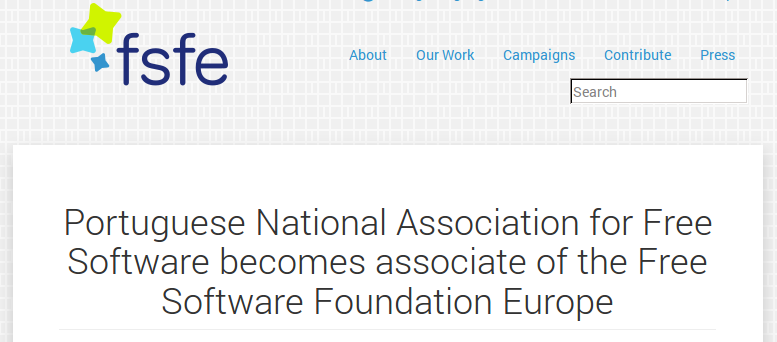 fsfe
About Our Work Campaigns Contribute Press
Search
Portuguese National Association for Free
Software becomes associate of the Free
Software Foundation Europe